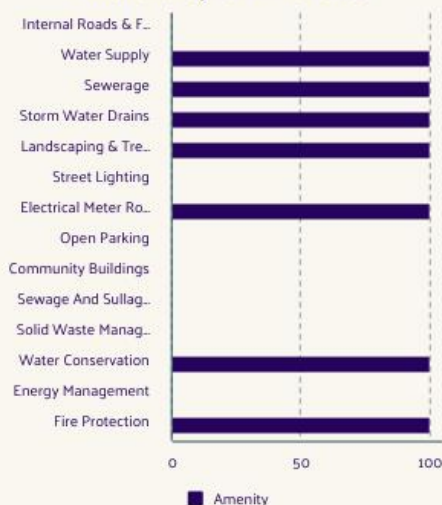 Internal Roads & F...
Water Supply
Sewerage
Storm Water Drains
Landscaping & Tre...
Street Lighting
Electrical Meter Ro...
Open Parking
Community Buildings
Sewage And Sullag...
Solid Waste Manag...
Water Conservation
Energy Management
Fire Protection
0 50 100
Amenity